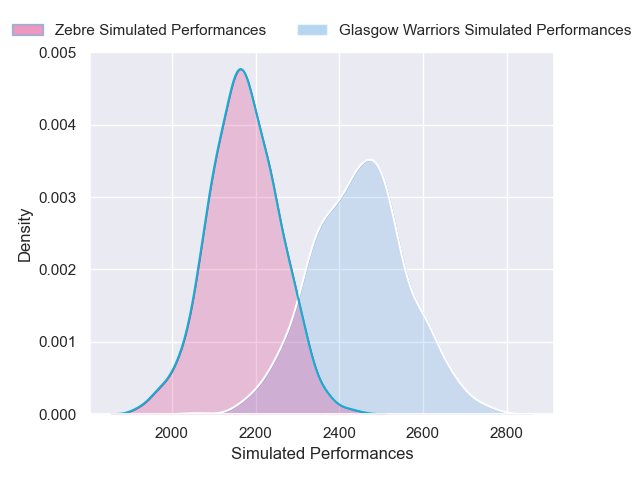 Zebre Simulated Performances
Glasgow Warriors Simulated Performances
0.005
0.004
0.003
0.002
0.001
0.000
Density
2000
2200
2400
2600
2800
Simulated Performances